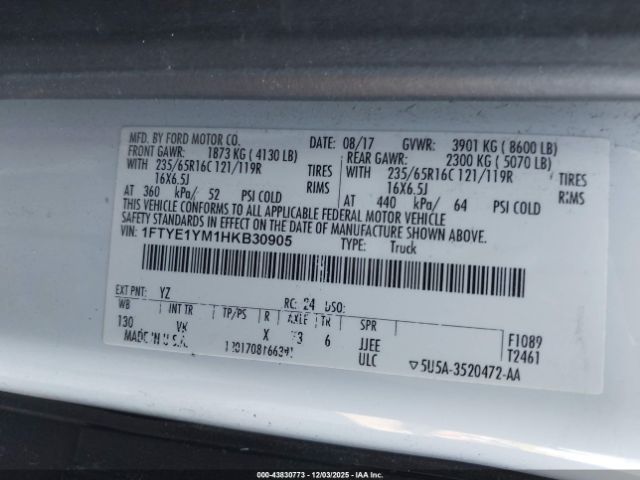 MFD. BY FORD MOTOR CO. DATE: 08/17 GVWR: 3901 KG ( 8600 LB)
FRONT GAWR: 1873 KG ( 4130 LB) REAR GAWR: 2300 KG ( 5070 LB)
WITH 235/65R16C 121/119R TIRES WITH 235/65R16C 121/119R TIRES
16X6.5J RIMS 16X6.5J RIMS
AT 360 kPa/ 52 PSI COLD AT 440 kPa/ 64 PSI COLD
THIS VEHICLE CONFORMS TO ALL APPLICABLE FEDERAL MOTOR VEHICLE
SAFETY STANDARDS IN EFFECT ON THE DATE OF MANUFACTURE SHOWN ABOVE.
VIN: 1FTYE1YM1HKB30905 TYPE: Truck
EXT PNT: YZ RC: 24 DSO:
WB INT TR TP/PS R AXLE TR SPR
130 VK X 6 JJEE F1089
MADE IN U.S.A. ULC T2461
▽5U5A-3520472-AA
000-43830773 - 12/03/2025 - IAA, Inc.